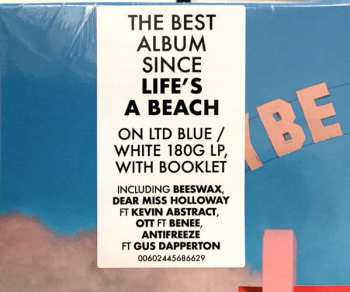 THE BEST
ALBUM
SINCE
LIFE'S
A BEACH
ON LTD BLUE /
WHITE 180G LP,
WITH BOOKLET
INCLUDING BEESWAX,
DEAR MISS HOLLOWAY
FT KEVIN ABSTRACT,
OTT FT BENEE,
ANTIFREEZE
FT GUS DAPPERTON
00602445686629
YBE